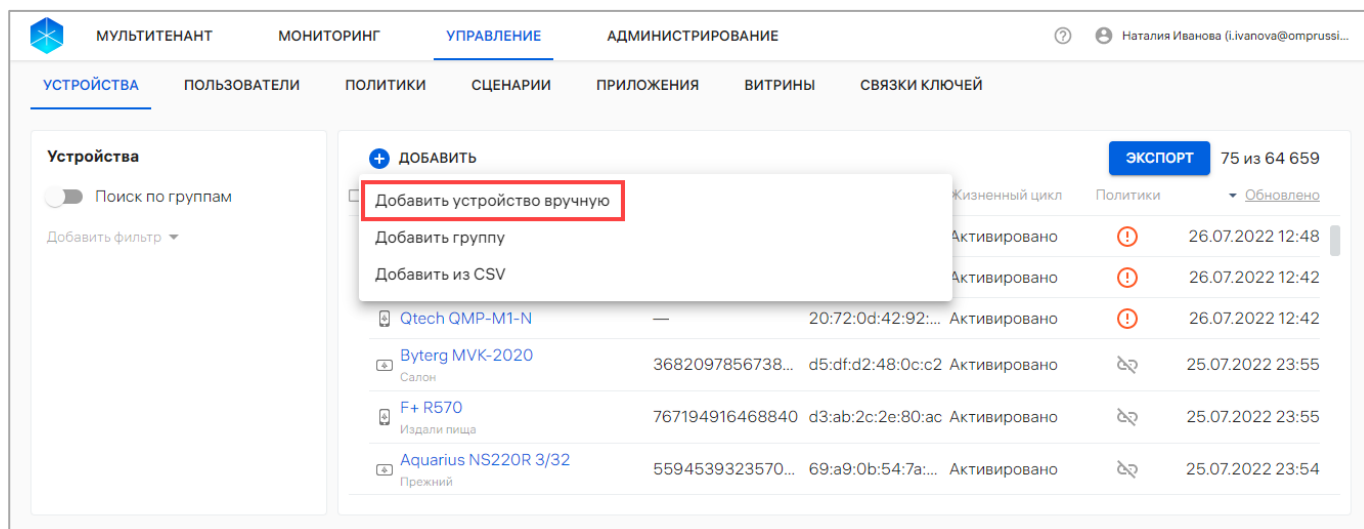 МУЛЬТИТЕНАНТ МОНИТОРИНГ УПРАВЛЕНИЕ АДМИНИСТРИРОВАНИЕ ? Наталия Иванова (i.ivanova@omprussi...
УСТРОЙСТВА ПОЛЬЗОВАТЕЛИ ПОЛИТИКИ СЦЕНАРИИ ПРИЛОЖЕНИЯ ВИТРИНЫ СВЯЗКИ КЛЮЧЕЙ
Устройства
Поиск по группам
Добавить фильтр
ДОБАВИТЬ ЭКСПОРТ 75 из 64 659
Жизненный цикл Политики Обновлено
Добавить устройство вручную
Добавить группу
Добавить из CSV
Активировано 26.07.2022 12:48
Активировано 26.07.2022 12:42
Qtech QMP-M1-N — 20:72:0d:42:92:... Активировано 26.07.2022 12:42
Byterg MVK-2020 3682097856738... d5:df:d2:48:0c:c2 Активировано 25.07.2022 23:55
Салон
F+ R570 767194916468840 d3:ab:2c:2e:80:ac Активировано 25.07.2022 23:55
Издали пища
Aquarius NS220R 3/32 5594539323570... 69:a9:0b:54:7a:... Активировано 25.07.2022 23:54
Прежний